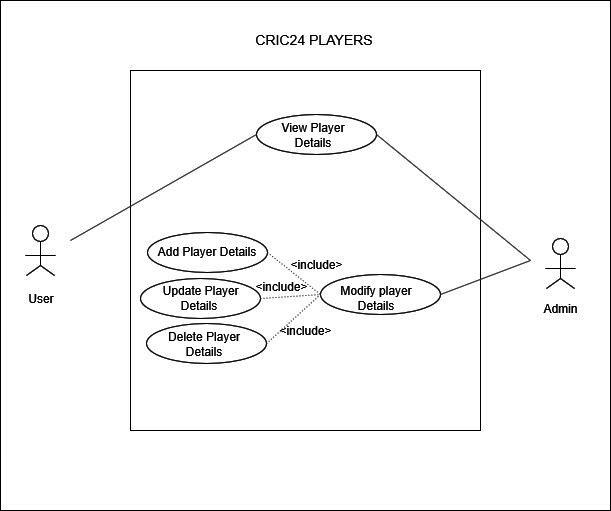 CRIC24 PLAYERS
View Player
Details
Add Player Details
<include>
Update Player
Details
<include>
Modify player
Details
Delete Player
Details
<include>
User
Admin